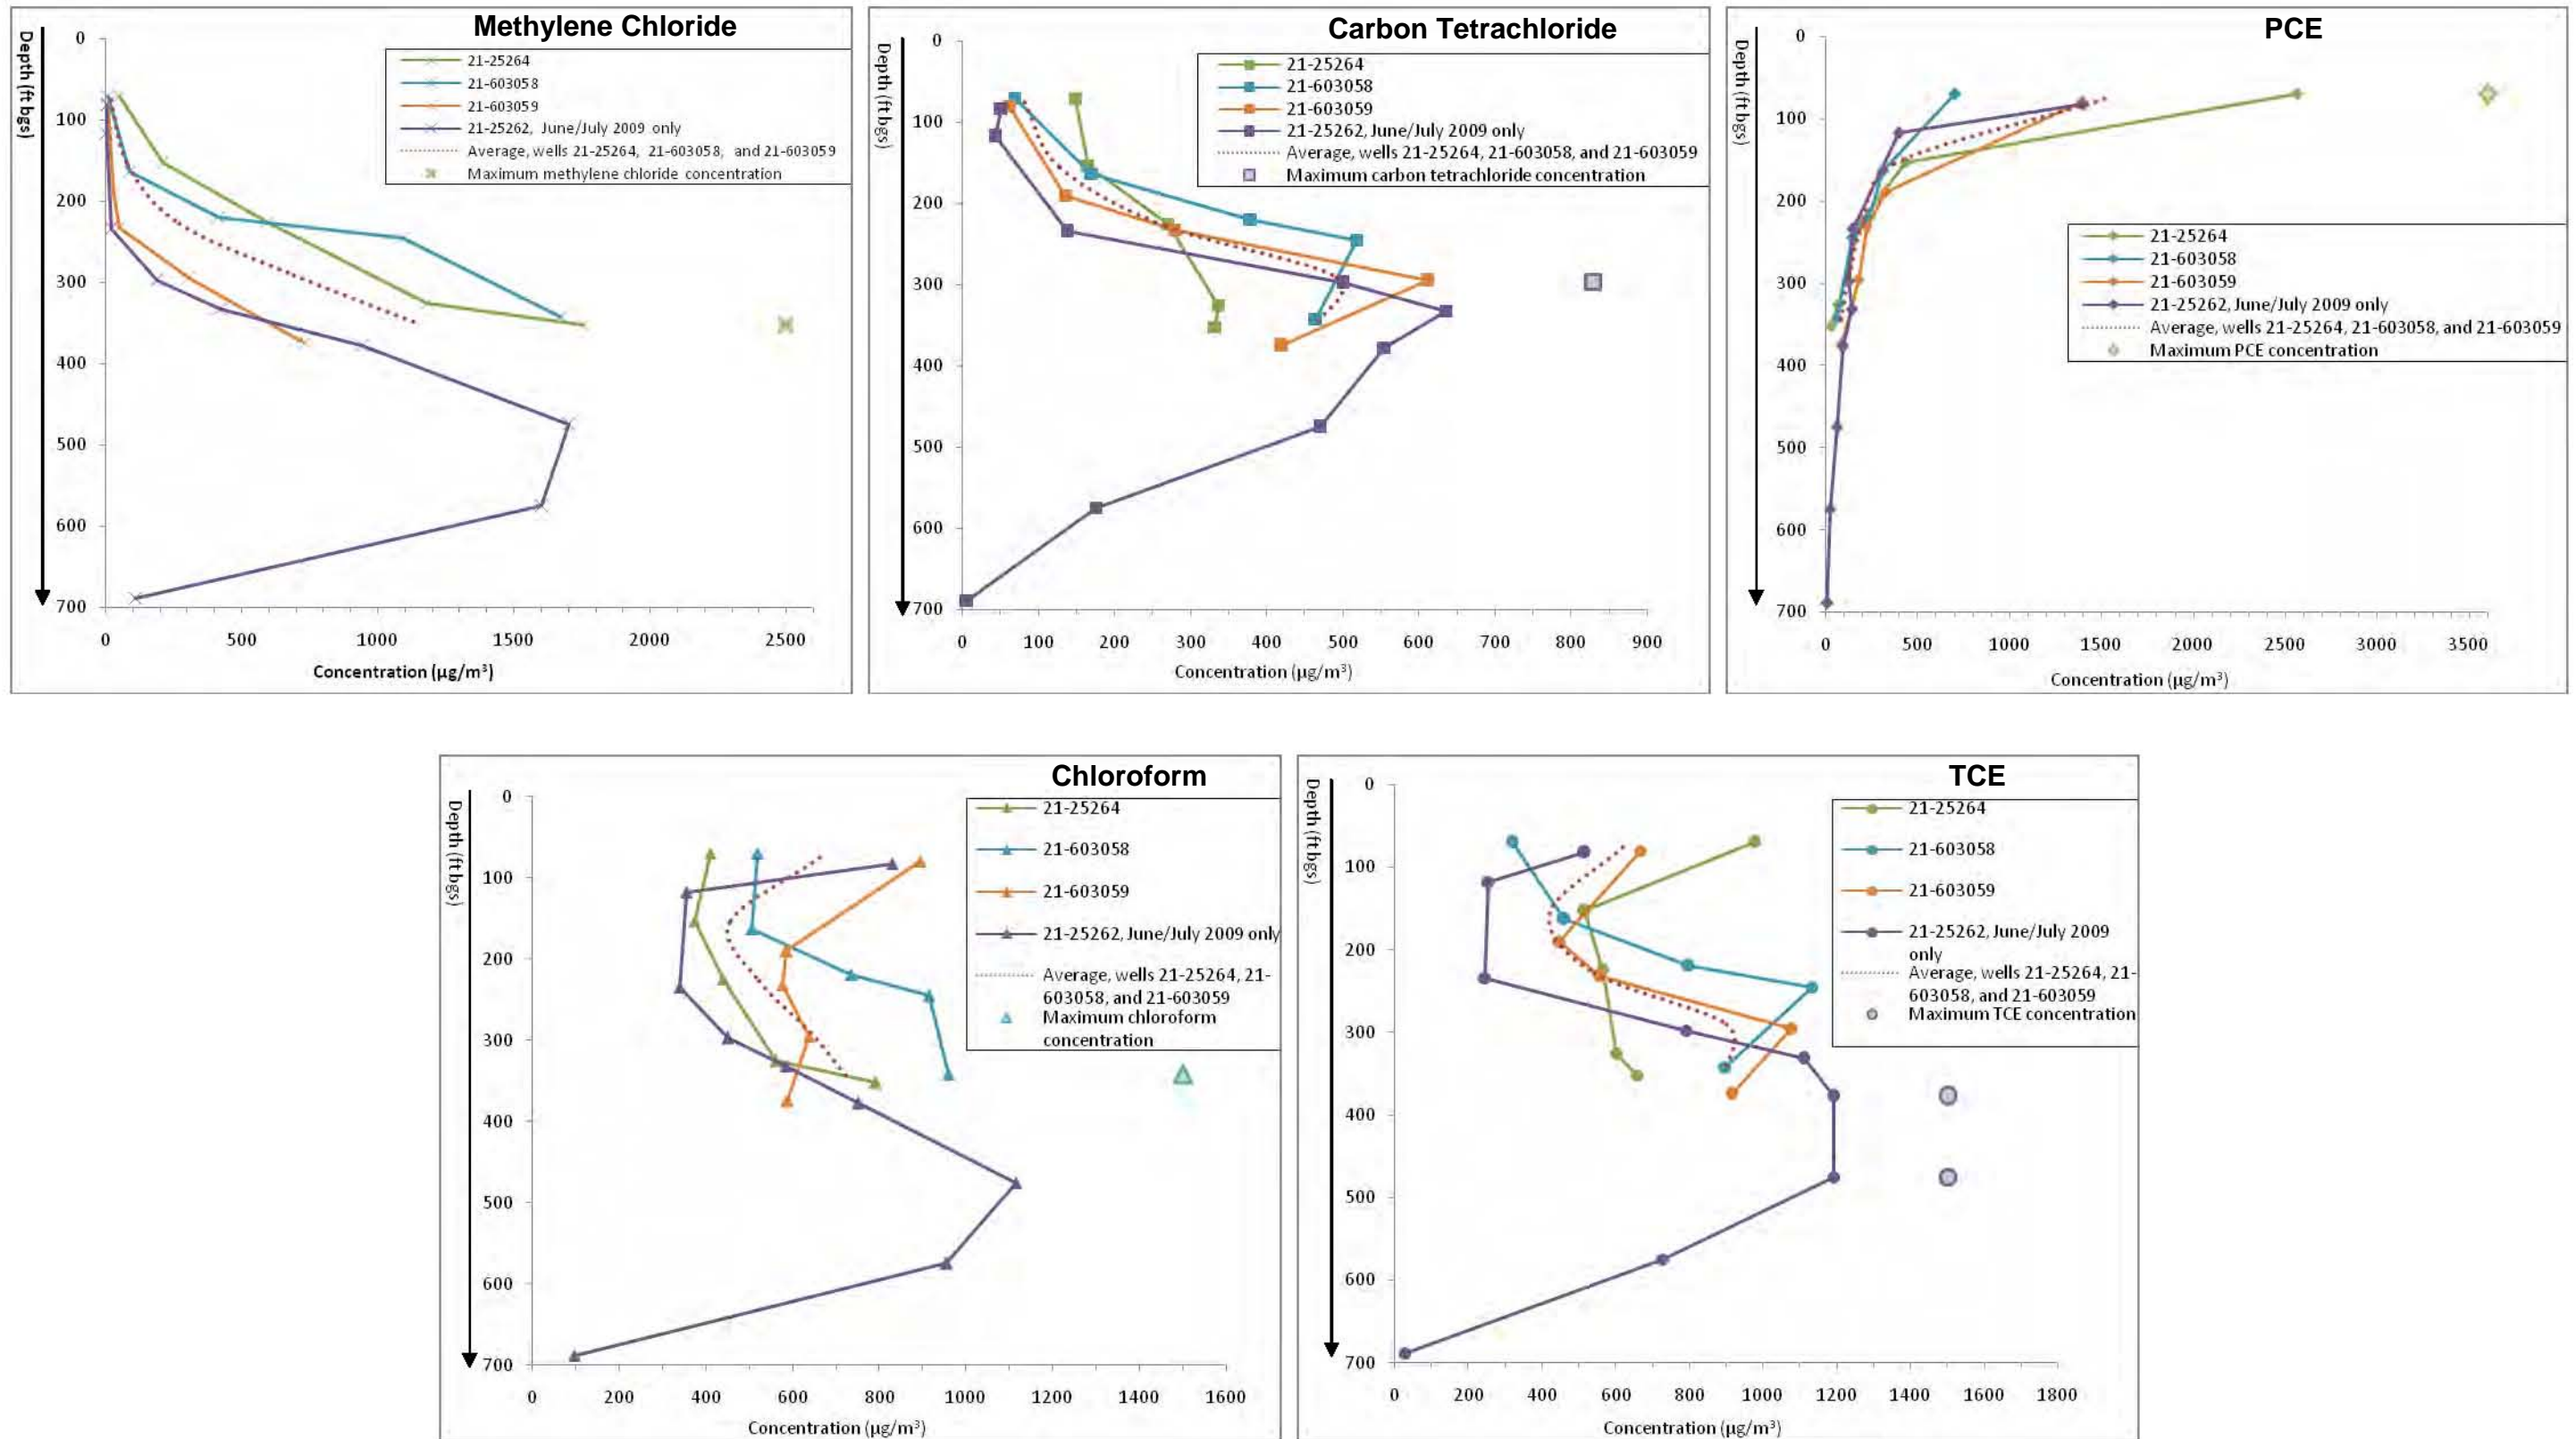 Methylene Chloride
Depth (ft bgs)
21-25264
21-603058
21-603059
21-25262, June/July 2009 only
Average, wells 21-25264, 21-603058, and 21-603059
Maximum methylene chloride concentration
0
100
200
300
400
500
600
700
0 500 1000 1500 2000 2500
Concentration (µg/m³)
Carbon Tetrachloride
Depth (ft bgs)
21-25264
21-603058
21-603059
21-25262, June/July 2009 only
Average, wells 21-25264, 21-603058, and 21-603059
Maximum carbon tetrachloride concentration
0
100
200
300
400
500
600
700
0 100 200 300 400 500 600 700 800 900
Concentration (µg/m³)
PCE
Depth (ft bgs)
0
100
200
300
400
500
600
700
21-25264
21-603058
21-603059
21-25262, June/July 2009 only
Average, wells 21-25264, 21-603058, and 21-603059
Maximum PCE concentration
0 500 1000 1500 2000 2500 3000 3500
Concentration (µg/m³)
Chloroform
Depth (ft bgs)
21-25264
21-603058
21-603059
21-25262, June/July 2009 only
Average, wells 21-25264, 21-
603058, and 21-603059
Maximum chloroform
concentration
0
100
200
300
400
500
600
700
0 200 400 600 800 1000 1200 1400 1600
Concentration (µg/m³)
TCE
Depth (ft bgs)
21-25264
21-603058
21-603059
21-25262, June/July 2009
only
Average, wells 21-25264, 21-
603058, and 21-603059
Maximum TCE concentration
0
100
200
300
400
500
600
700
0 200 400 600 800 1000 1200 1400 1600 1800
Concentration (µg/m³)